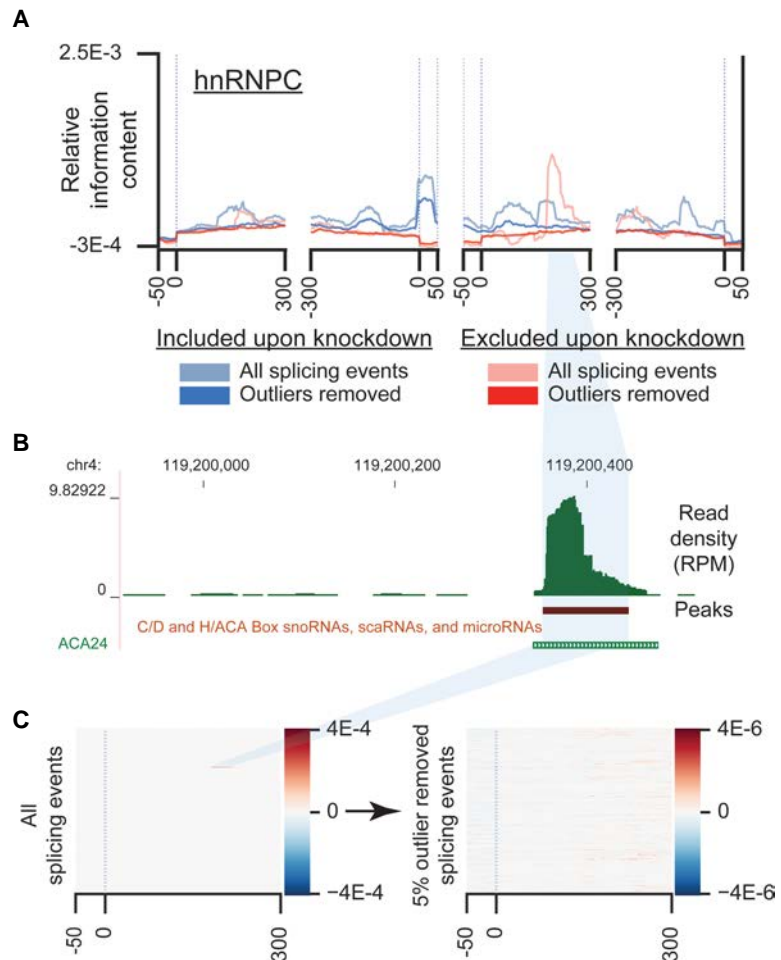 A
2.5E-3
hnRNPC
Relative
information
content
-3E-4
-50
0
300
-300
0
50
-50
0
300
-300
0
50
Included upon knockdown
All splicing events
Outliers removed
Excluded upon knockdown
All splicing events
Outliers removed
B
chr4:
119,200,000
119,200,200
119,200,400
9.82922
0
Read
density
(RPM)
Peaks
C/D and H/ACA Box snoRNAs, scaRNAs, and microRNAs
ACA24
C
All
splicing events
4E-4
0
−4E-4
-50
0
300
5% outlier removed
splicing events
4E-6
0
−4E-6
-50
0
300